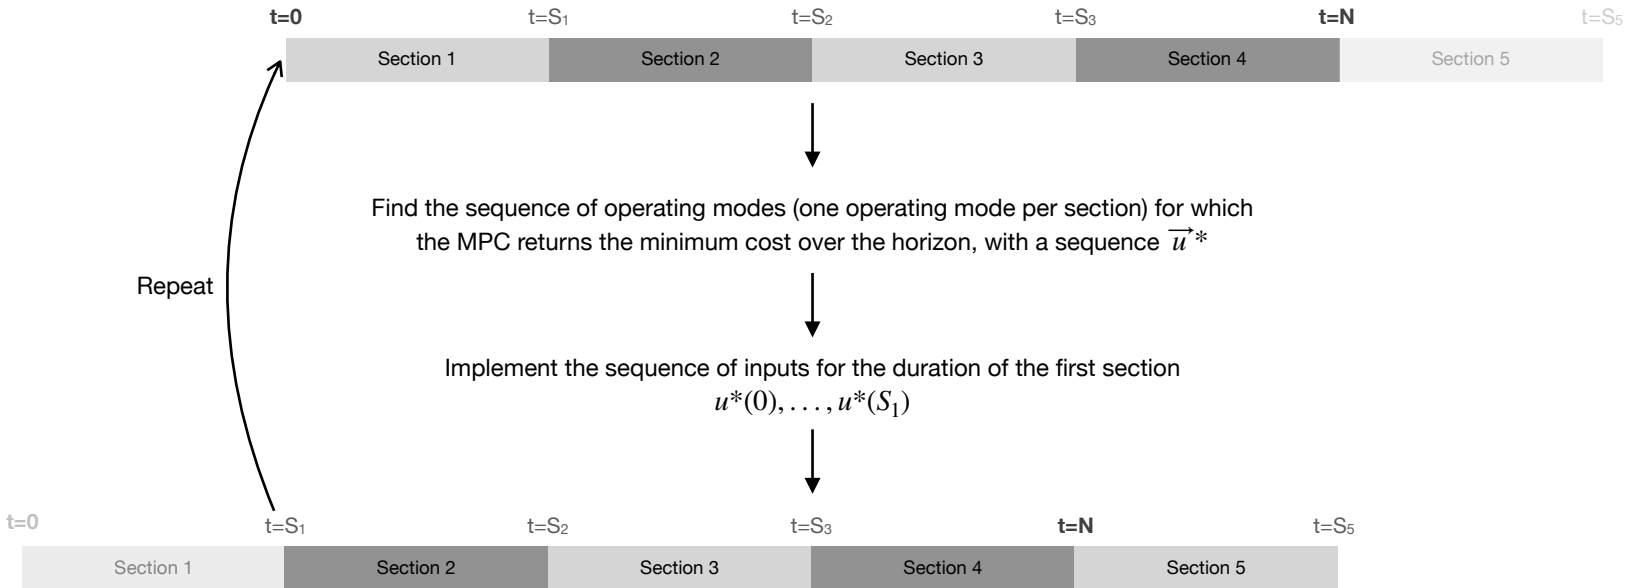 t=0 t=S₁ t=S₂ t=S₃ t=N t=S₅
Section 1 Section 2 Section 3 Section 4 Section 5
Find the sequence of operating modes (one operating mode per section) for which
the MPC returns the minimum cost over the horizon, with a sequence u⃗*
Repeat
Implement the sequence of inputs for the duration of the first section
u*(0), . . . , u*(S₁)
t=0 t=S₁ t=S₂ t=S₃ t=N t=S₅
Section 1 Section 2 Section 3 Section 4 Section 5